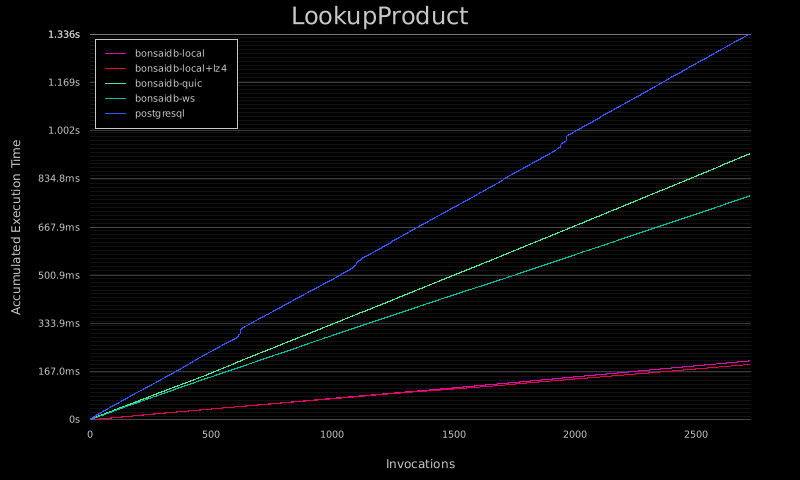 LookupProduct
1.336s
bonsaidb-local
bonsaidb-local+lz4
bonsaidb-quic
bonsaidb-ws
postgresql
1.169s
1.002s
834.8ms
667.9ms
500.9ms
333.9ms
167.0ms
0s
Accumulated Execution Time
0 500 1000 1500 2000 2500
Invocations